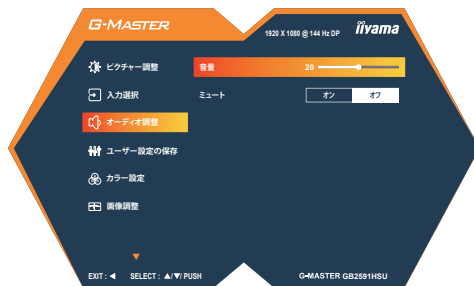 G-MASTER
1920 X 1080 @ 144 Hz DP
iiyama
ピクチャー調整
音量 20
入力選択
ミュート オン オフ
オーディオ調整
ユーザー設定の保存
カラー設定
画像調整
EXIT : ◀ SELECT : ▲/▼/ PUSH
G-MASTER GB2591HSU